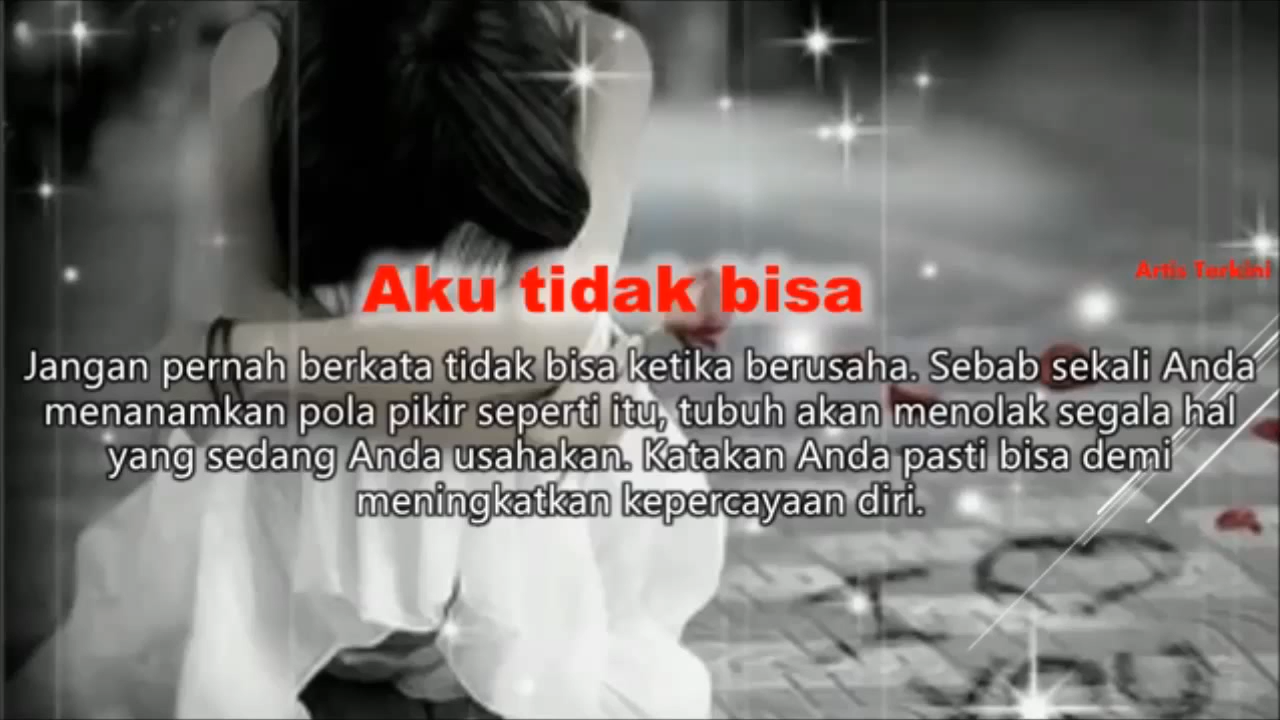 Aku tidak bisa
Artis Terkini
Jangan pernah berkata tidak bisa ketika berusaha. Sebab sekali Anda
menanamkan pola pikir seperti itu, tubuh akan menolak segala hal
yang sedang Anda usahakan. Katakan Anda pasti bisa demi
meningkatkan kepercayaan diri.
I
YOU